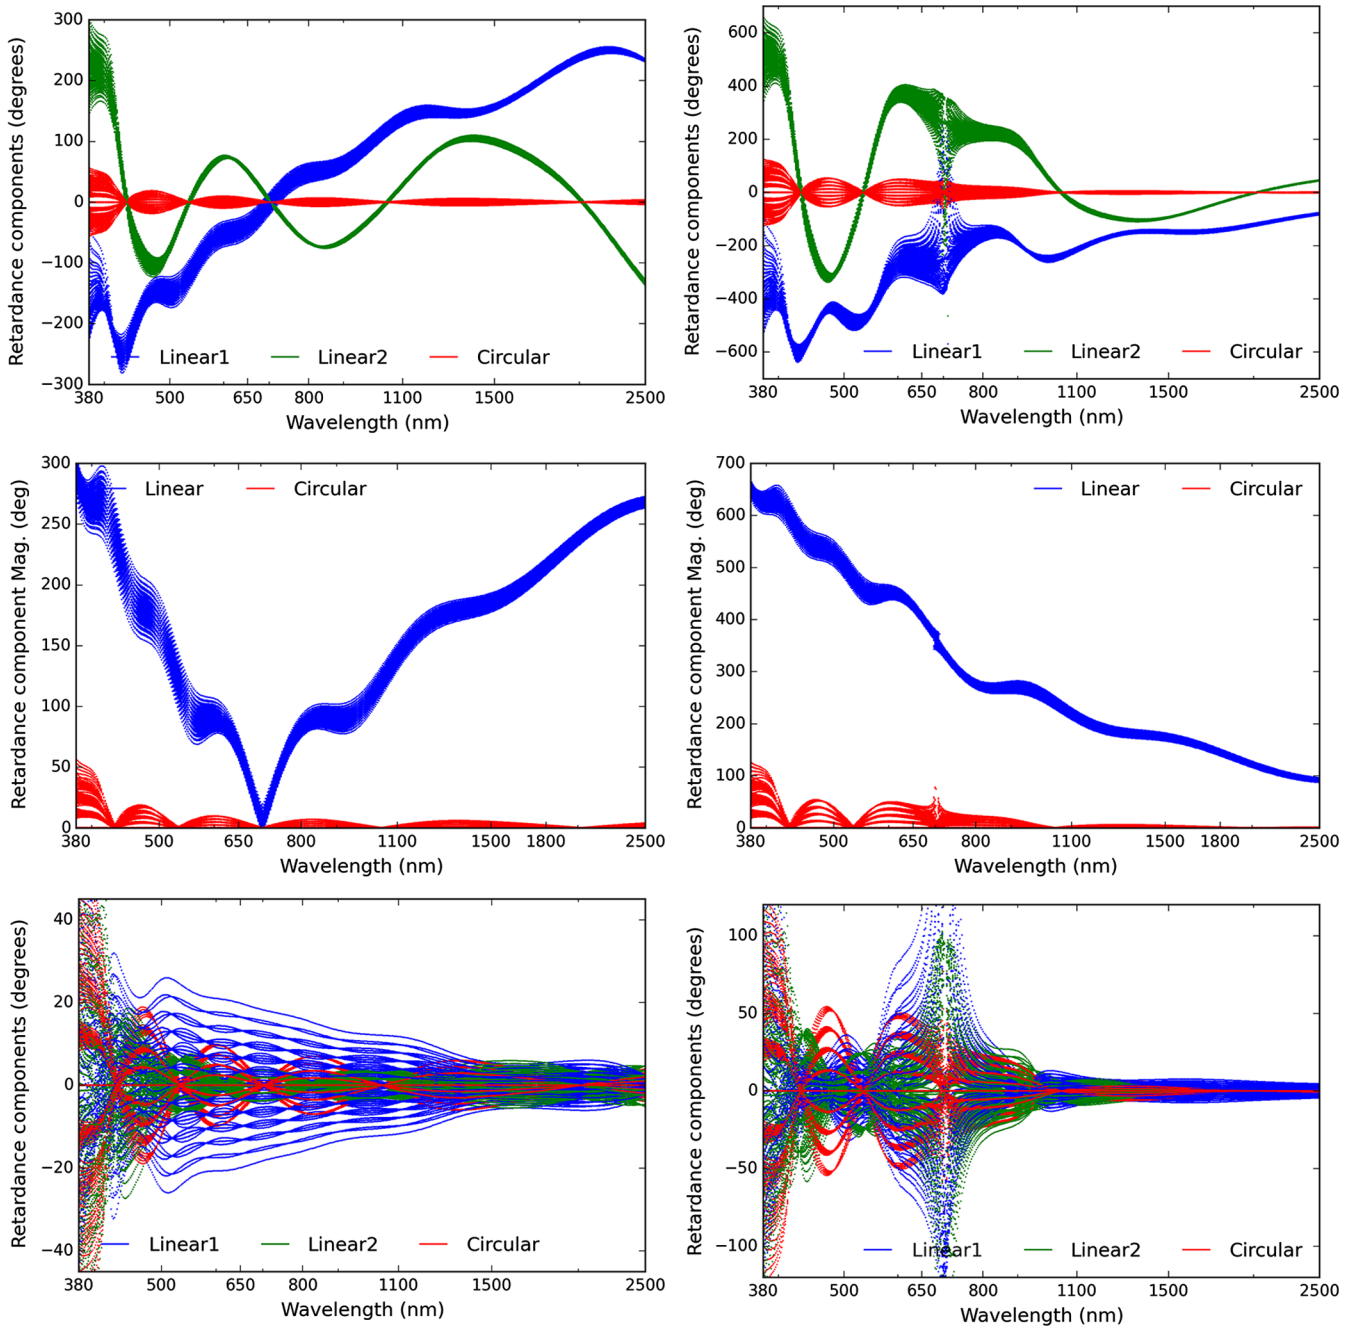 300
200
100
0
−100
−200
−300
Retardance components (degrees)
Linear1 Linear2 Circular
380 500 650 800 1100 1500 2500
Wavelength (nm)
600
400
200
0
−200
−400
−600
Retardance components (degrees)
Linear1 Linear2 Circular
380 500 650 800 1100 1500 2500
Wavelength (nm)
300
250
200
150
100
50
0
Retardance component Mag. (deg)
Linear Circular
380 500 650 800 1100 1500 1800 2500
Wavelength (nm)
700
600
500
400
300
200
100
0
Retardance component Mag. (deg)
Linear Circular
380 500 650 800 1100 1500 1800 2500
Wavelength (nm)
40
20
0
−20
−40
Retardance components (degrees)
Linear1 Linear2 Circular
380 500 650 800 1100 1500 2500
Wavelength (nm)
100
50
0
−50
−100
Retardance components (degrees)
Linear1 Linear2 Circular
380 500 650 800 1100 1500 2500
Wavelength (nm)